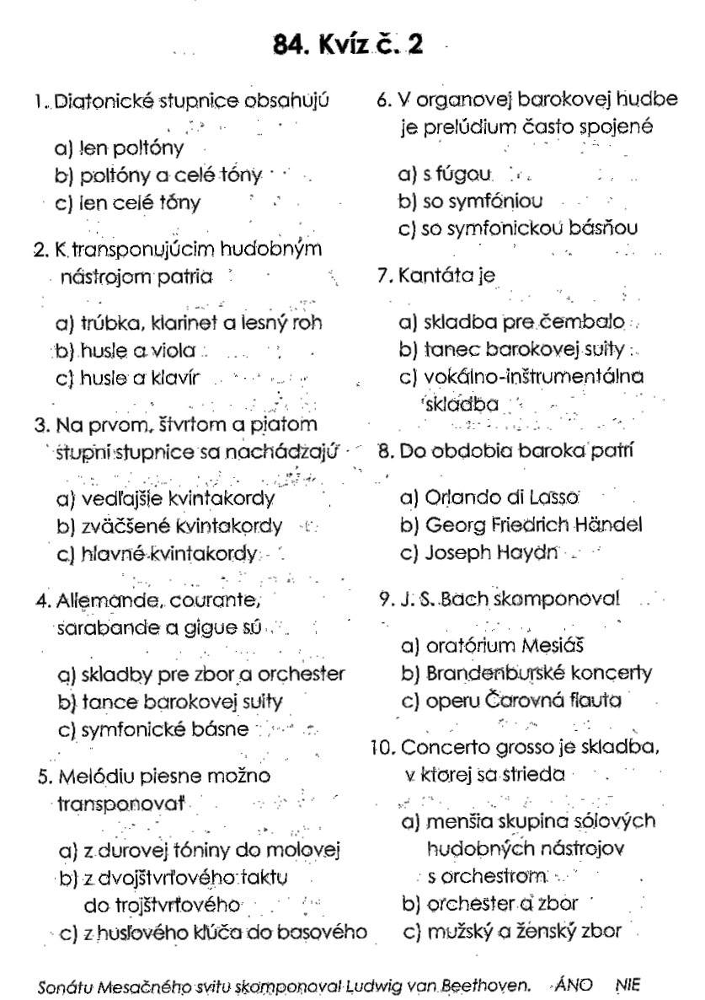 84. Kvíz č. 2
1. Diatonické stupnice obsahujú
a) len poltóny
b) poltóny a celé tóny
c) len celé tóny
2. K transponujúcim hudobným
nástrojom patria
a) trúbka, klarinet a lesný roh
b) husle a viola
c) husle a klavír
3. Na prvom, štvrtom a piatom
stupni stupnice sa nachádzajú
a) vedľajšie kvintakordy
b) zväčšené kvintakordy
c) hlavné kvintakordy
4. Allemande, courante,
sarabande a gigue sú
a) skladby pre zbor a orchester
b) tance barokovej suity
c) symfonické básne
5. Melódiu piesne možno
transponovať
a) z durovej tóniny do molovej
b) z dvojštvrťového taktu
do trojštvrťového
c) z husľového kľúča do basového
6. V organovej barokovej hudbe
je prelúdium často spojené
a) s fúgou
b) so symfóniou
c) so symfonickou básňou
7. Kantáta je
a) skladba pre čembalo
b) tanec barokovej suity
c) vokálno-inštrumentálna
skladba
8. Do obdobia baroka patrí
a) Orlando di Lasso
b) Georg Friedrich Händel
c) Joseph Haydn
9. J. S. Bach skomponoval
a) oratórium Mesiáš
b) Brandenburské koncerty
c) operu Čarovná flauta
10. Concerto grosso je skladba,
v ktorej sa strieda
a) menšia skupina sólových
hudobných nástrojov
s orchestrom
b) orchester a zbor
c) mužský a ženský zbor
Sonátu Mesačného svitu skomponoval Ludwig van Beethoven. ÁNO NIE